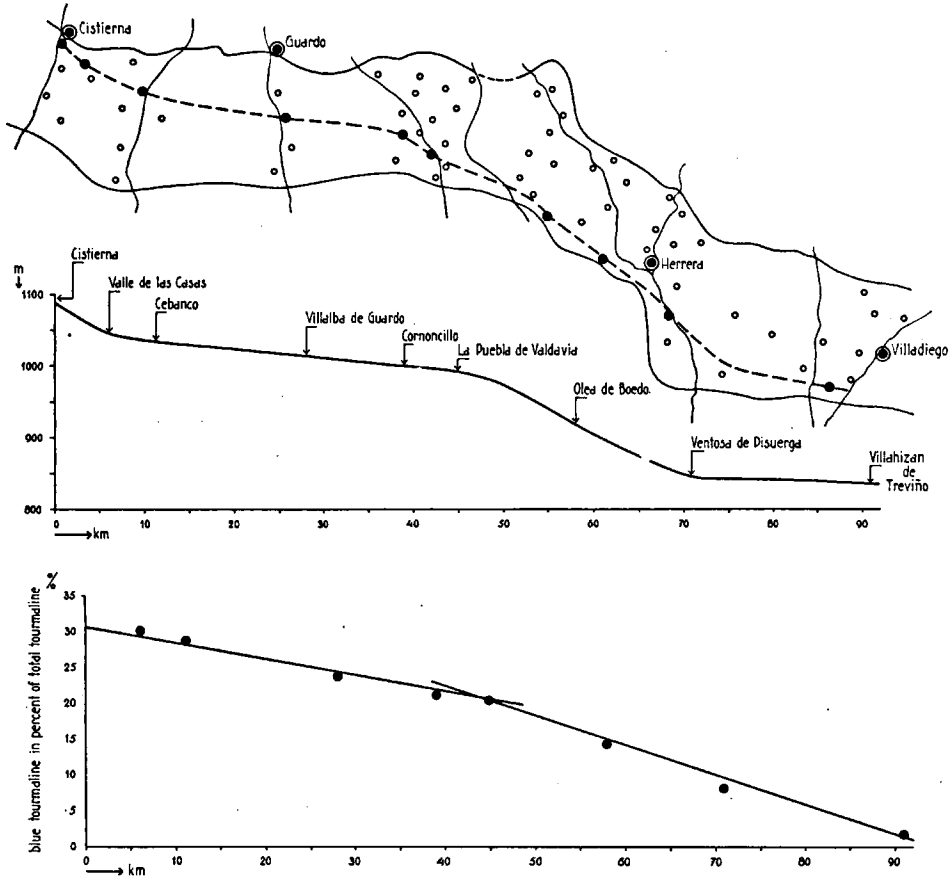 Cistierna
Guardo
Herrera
Villadiego
m
Cistierna
Valle de las Casas
Cebanco
Villalba de Guardo
Cornoncillo
La Puebla de Valdavia
Olea de Boedo.
Ventosa de Disuerga
Villahizan
de
Treviño
1100
1000
900
800
0 10 20 30 40 50 60 70 80 90
km
%
blue tourmaline in percent of total tourmaline
35
30
25
20
15
10
5
0
0 10 20 30 40 50 60 70 80 90
km